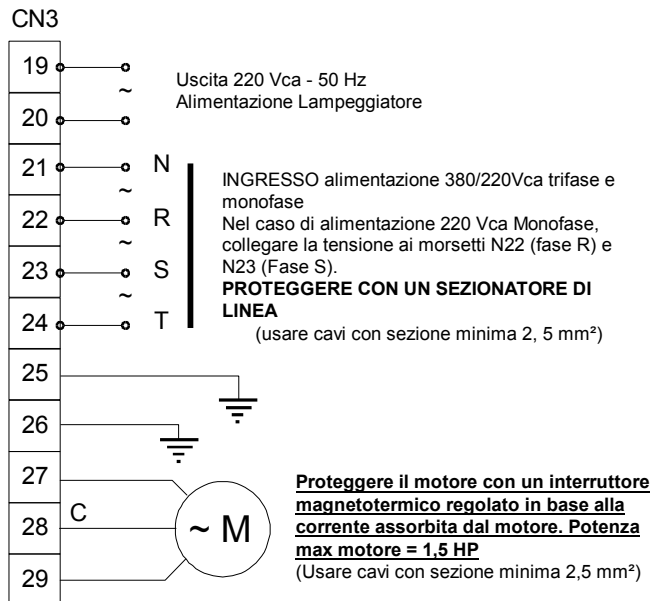 CN3
19
~
Uscita 220 Vca - 50 Hz
Alimentazione Lampeggiatore
20
21
N
~
INGRESSO alimentazione 380/220Vca trifase e
monofase
22
R
Nel caso di alimentazione 220 Vca Monofase,
~
collegare la tensione ai morsetti N22 (fase R) e
23
S
N23 (Fase S).
~
PROTEGGERE CON UN SEZIONATORE DI
LINEA
24
T
(usare cavi con sezione minima 2, 5 mm²)
25
26
27
Proteggere il motore con un interruttore
magnetotermico regolato in base alla
28
C
~ M
corrente assorbita dal motore. Potenza
max motore = 1,5 HP
29
(Usare cavi con sezione minima 2,5 mm²)